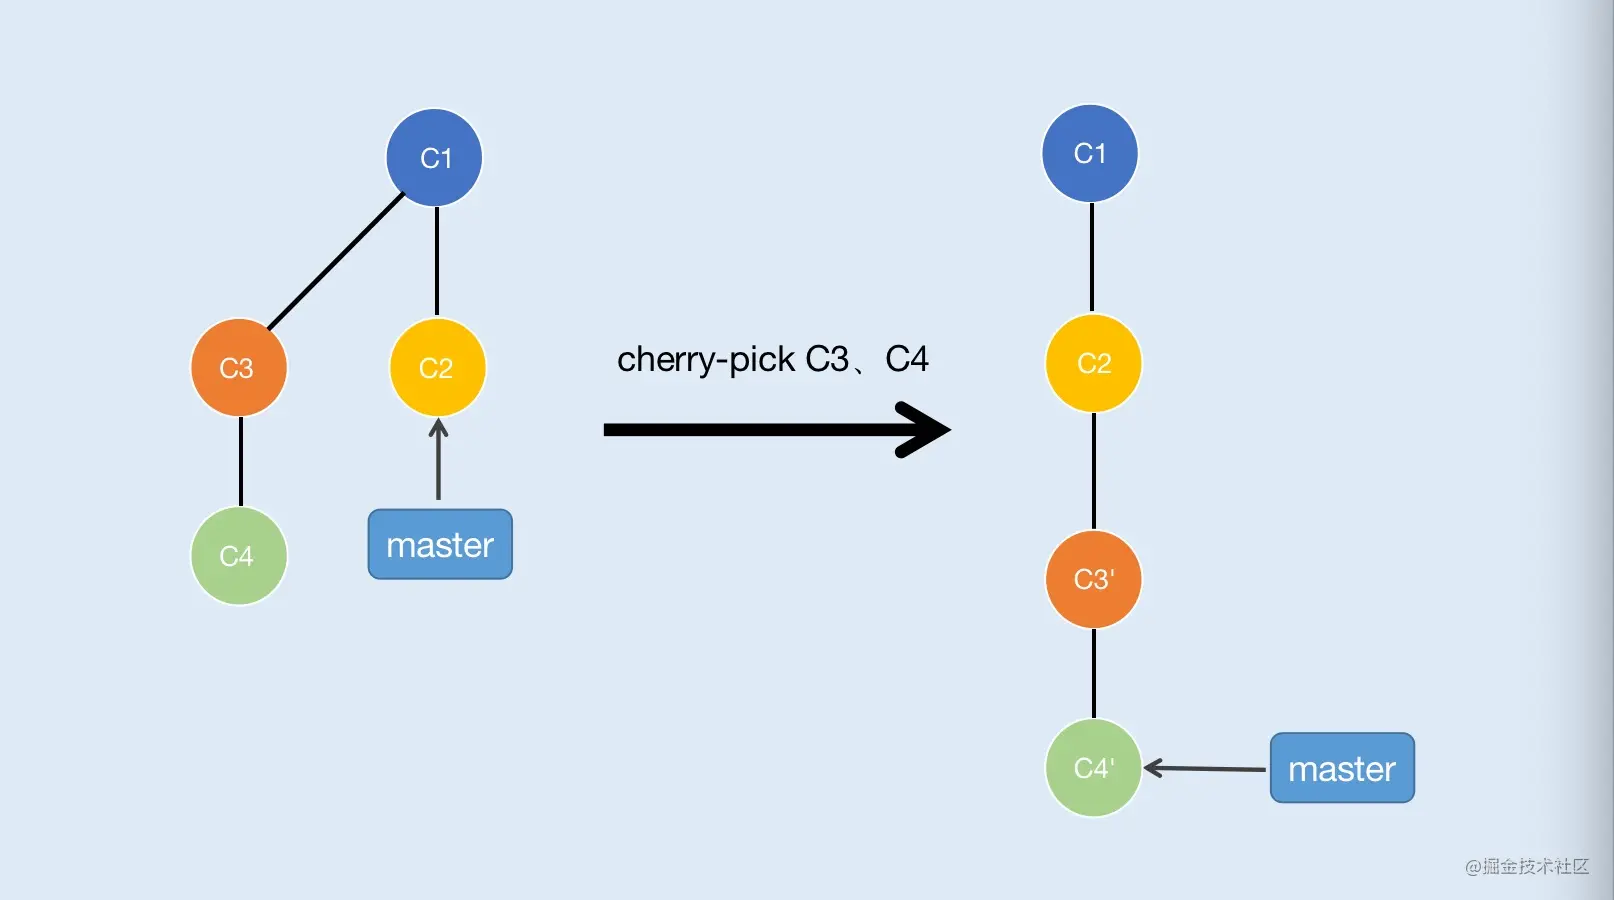 C1
C3
C2
C4
master
cherry-pick C3、C4
C1
C2
C3'
C4'
master
@掘金技术社区